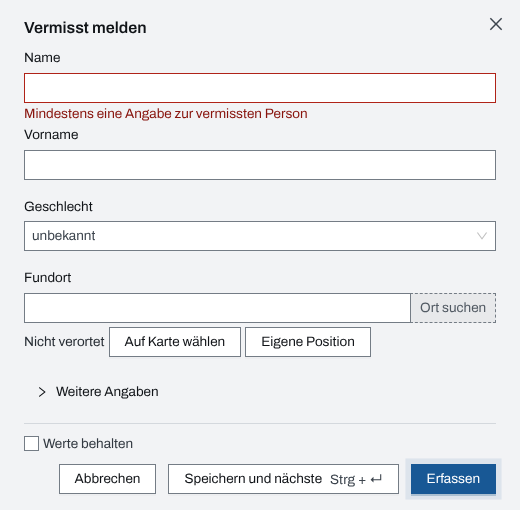 Vermisst melden
Name
Mindestens eine Angabe zur vermissten Person
Vorname
Geschlecht
unbekannt
Fundort
Ort suchen
Nicht verortet Auf Karte wählen Eigene Position
Weitere Angaben
Werte behalten
Abbrechen Speichern und nächste Strg + ↵ Erfassen